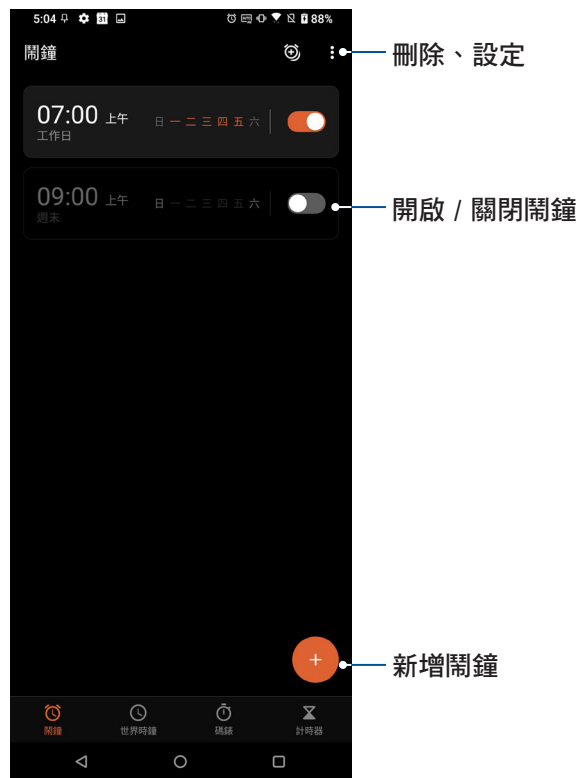 5:04 31 88%
鬧鐘
刪除、設定
07:00 上午 日 一 二 三 四 五 六
工作日
09:00 上午 日 一 二 三 四 五 六
週末
開啟 / 關閉鬧鐘
+
新增鬧鐘
鬧鐘 世界時鐘 碼錶 計時器